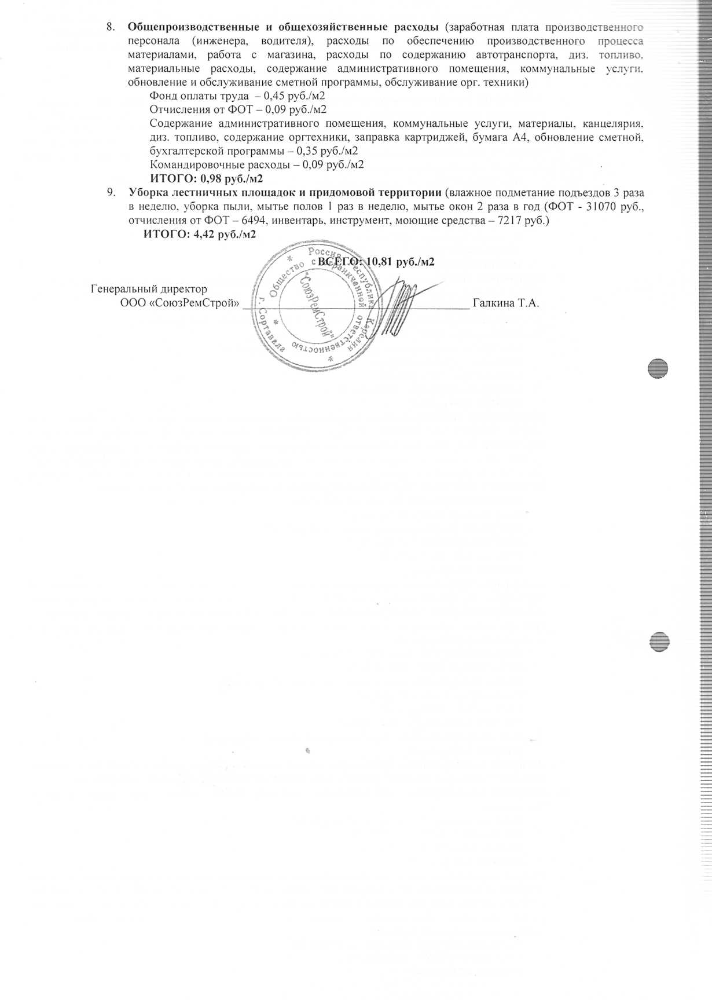 8. Общепроизводственные и общехозяйственные расходы (заработная плата производственного
персонала (инженера, водителя), расходы по обеспечению производственного процесса
материалами, работа с магазина, расходы по содержанию автотранспорта, диз. топливо,
материальные расходы, содержание административного помещения, коммунальные услуги,
обновление и обслуживание сметной программы, обслуживание орг. техники)
Фонд оплаты труда – 0,45 руб./м2
Отчисления от ФОТ – 0,09 руб./м2
Содержание административного помещения, коммунальные услуги, материалы, канцелярия,
диз. топливо, содержание оргтехники, заправка картриджей, бумага А4, обновление сметной,
бухгалтерской программы – 0,35 руб./м2
Командировочные расходы – 0,09 руб./м2
ИТОГО: 0,98 руб./м2
9. Уборка лестничных площадок и придомовой территории (влажное подметание подъездов 3 раза
в неделю, уборка пыли, мытье полов 1 раз в неделю, мытье окон 2 раза в год (ФОТ - 31070 руб.,
отчисления от ФОТ – 6494, инвентарь, инструмент, моющие средства – 7217 руб.)
ИТОГО: 4,42 руб./м2
ВСЕГО: 10,81 руб./м2
Генеральный директор
ООО «СоюзРемСтрой» Галкина Т.А.
Россия Республика Карелия * г. Сортавала *
Общество с ограниченной ответственностью *
"СоюзРемСтрой"